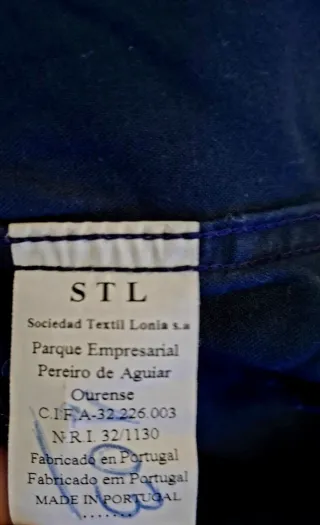 STL
Sociedad Textil Lonia s.a
Parque Empresarial
Pereiro de Aguiar
Ourense
C.I.F.A-32.226.003
N.R.I. 32/1130
Fabricado en Portugal
Fabricado em Portugal
MADE IN PORTUGAL
.......